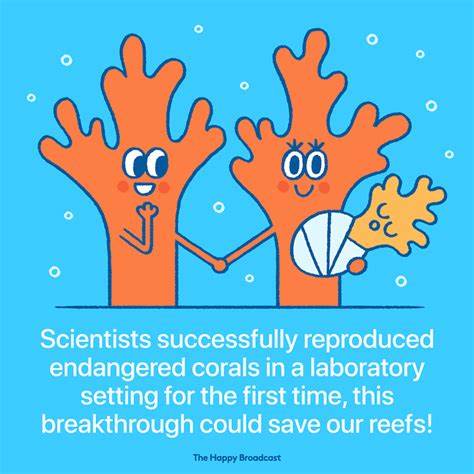 Scientists successfully reproduced
endangered corals in a laboratory
setting for the first time, this
breakthrough could save our reefs!
The Happy Broadcast